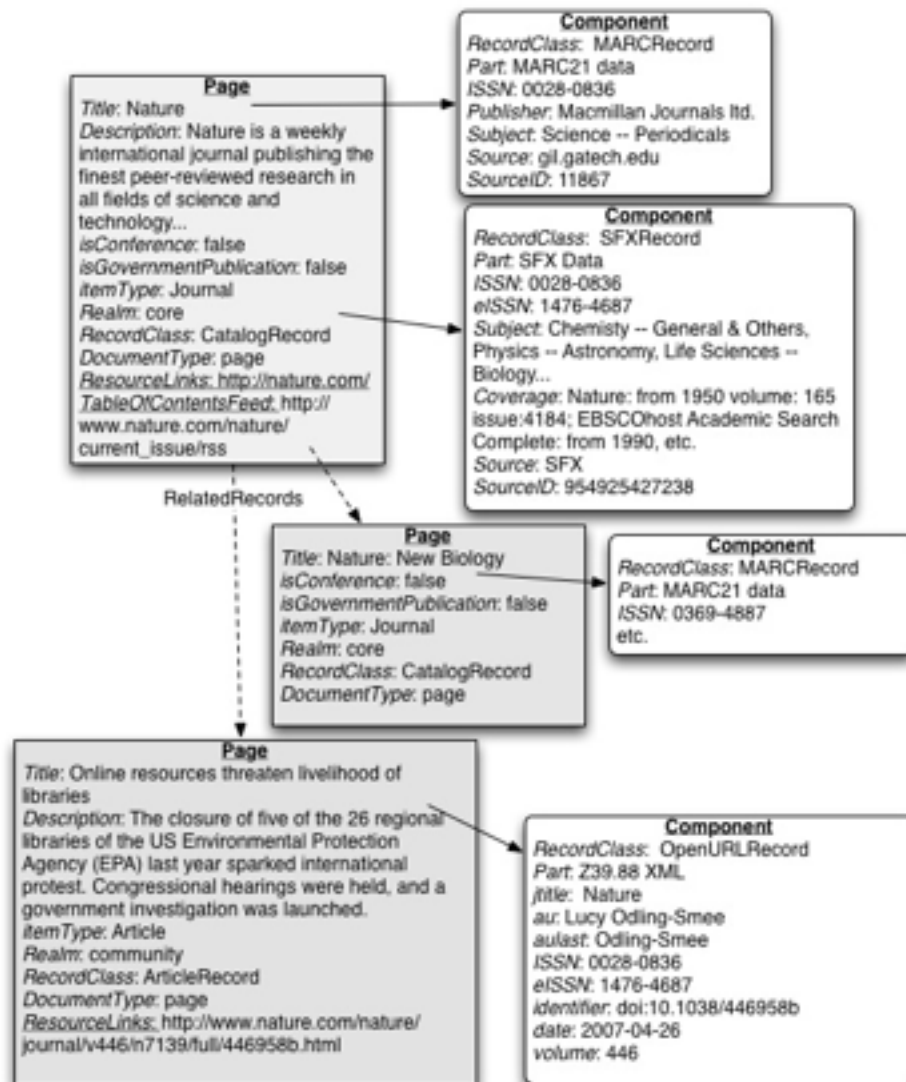 Page
Title: Nature
Description: Nature is a weekly
international journal publishing the
finest peer-reviewed research in
all fields of science and
technology...
isConference: false
isGovernmentPublication: false
itemType: Journal
Realm: core
RecordClass: CatalogRecord
DocumentType: page
ResourceLinks: http://nature.com/
TableOfContentsFeed: http://
www.nature.com/nature/
current_issue/rss
Component
RecordClass: MARCRecord
Part: MARC21 data
ISSN: 0028-0836
Publisher: Macmillan Journals ltd.
Subject: Science -- Periodicals
Source: gil.gatech.edu
SourceID: 11867
Component
RecordClass: SFXRecord
Part: SFX Data
ISSN: 0028-0836
eISSN: 1476-4687
Subject: Chemisty -- General & Others,
Physics -- Astronomy, Life Sciences --
Biology...
Coverage: Nature: from 1950 volume: 165
issue:4184; EBSCOhost Academic Search
Complete: from 1990, etc.
Source: SFX
SourceID: 954925427238
RelatedRecords
Page
Title: Nature: New Biology
isConference: false
isGovernmentPublication: false
itemType: Journal
Realm: core
RecordClass: CatalogRecord
DocumentType: page
Component
RecordClass: MARCRecord
Part: MARC21 data
ISSN: 0369-4887
etc.
Page
Title: Online resources threaten livelihood of
libraries
Description: The closure of five of the 26 regional
libraries of the US Environmental Protection
Agency (EPA) last year sparked international
protest. Congressional hearings were held, and a
government investigation was launched.
itemType: Article
Realm: community
RecordClass: ArticleRecord
DocumentType: page
ResourceLinks: http://www.nature.com/nature/
journal/v446/n7139/full/446958b.html
Component
RecordClass: OpenURLRecord
Part: Z39.88 XML
jtitle: Nature
au: Lucy Odling-Smee
aulast: Odling-Smee
ISSN: 0028-0836
eISSN: 1476-4687
identifier: doi:10.1038/446958b
date: 2007-04-26
volume: 446